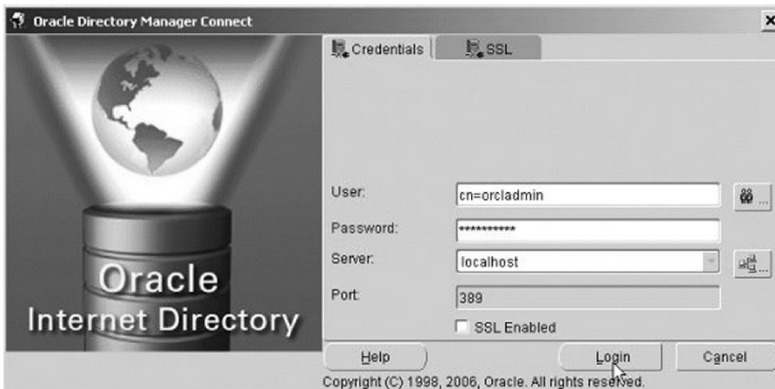 Oracle Directory Manager Connect
Credentials
SSL
Oracle
Internet Directory
User:
cn=orcladmin
Password:
**********
Server:
localhost
Port:
389
SSL Enabled
Help
Login
Cancel
Copyright (C) 1998, 2006, Oracle. All rights reserved.